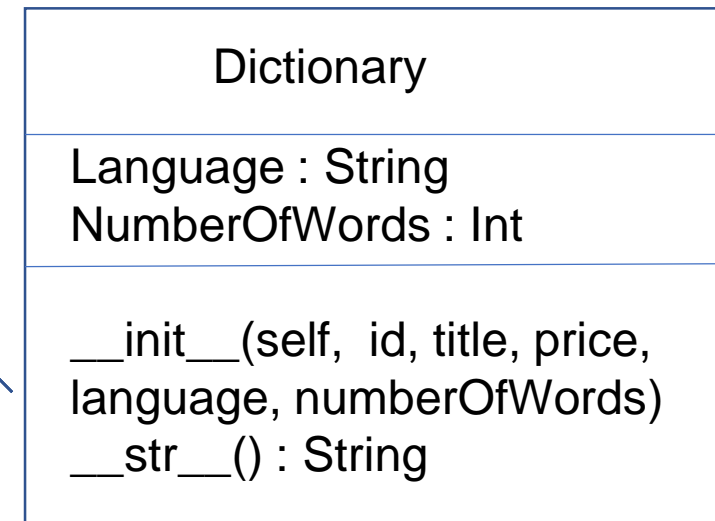 Dictionary
Language : String
NumberOfWords : Int
__init__(self, id, title, price,
language, numberOfWords)
__str__() : String